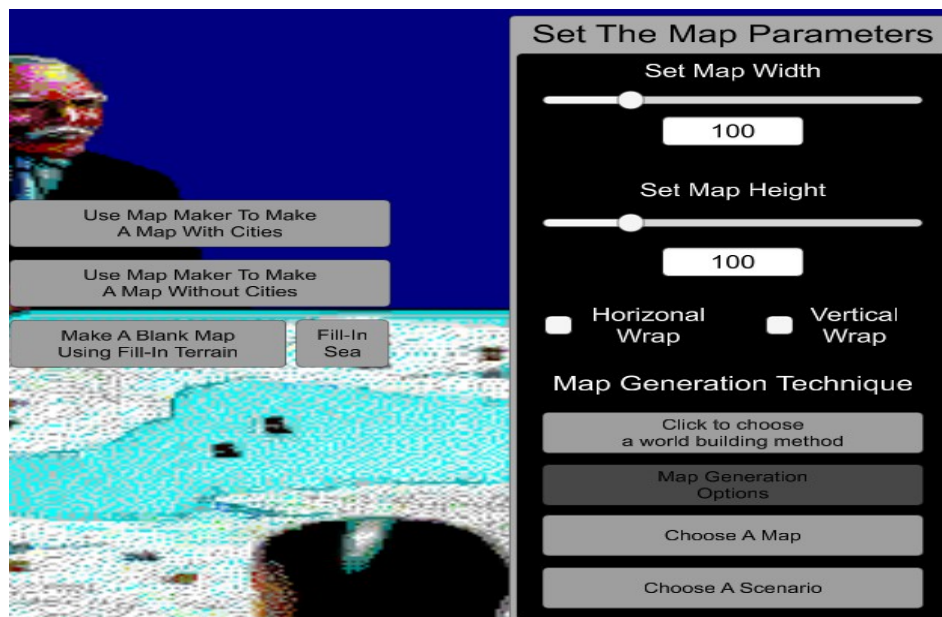 Set The Map Parameters
Set Map Width
100
Set Map Height
100
Horizonal
Wrap
Vertical
Wrap
Map Generation Technique
Click to choose
a world building method
Map Generation
Options
Choose A Map
Choose A Scenario
Use Map Maker To Make
A Map With Cities
Use Map Maker To Make
A Map Without Cities
Make A Blank Map
Using Fill-In Terrain
Fill-In
Sea